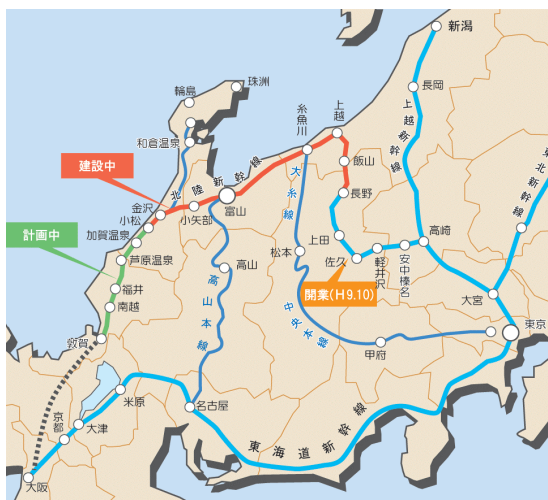 新潟
長岡
上越新幹線
珠洲
輪島
和倉温泉
糸魚川
上越
飯山
長野
建設中
北陸新幹線
金沢
小松
小矢部
富山
加賀温泉
計画中
芦原温泉
福井
南越
敦賀
大糸線
松本
上田
佐久
軽井沢
安中榛名
高崎
開業(H9.10)
高山
高山本線
中央本線
甲府
大宮
東京
東
名古屋
米原
京都
大津
大阪
東海道新幹線